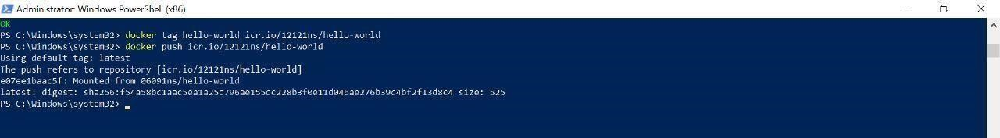 Administrator: Windows PowerShell (x86)
OK
PS C:\Windows\system32> docker tag hello-world icr.io/12121ns/hello-world
PS C:\Windows\system32> docker push icr.io/12121ns/hello-world
Using default tag: latest
The push refers to repository [icr.io/12121ns/hello-world]
e07ee1baac5f: Mounted from 06091ns/hello-world
latest: digest: sha256:f54a58bc1aac5ea1a25d796ae155dc228b3f0e11d046ae276b39c4bf2f13d8c4 size: 525
PS C:\Windows\system32>